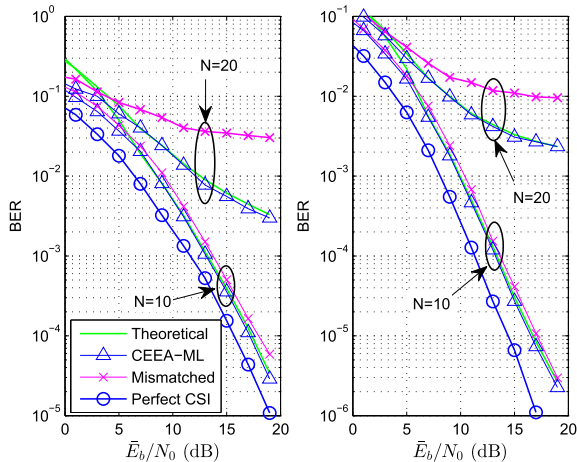 BER
10^0
10^-1
10^-2
10^-3
10^-4
10^-5
0 5 10 15 20
Ē_b/N_0 (dB)
N=20
N=10
Theoretical
CEEA−ML
Mismatched
Perfect CSI
BER
10^-1
10^-2
10^-3
10^-4
10^-5
10^-6
0 5 10 15 20
Ē_b/N_0 (dB)
N=20
N=10